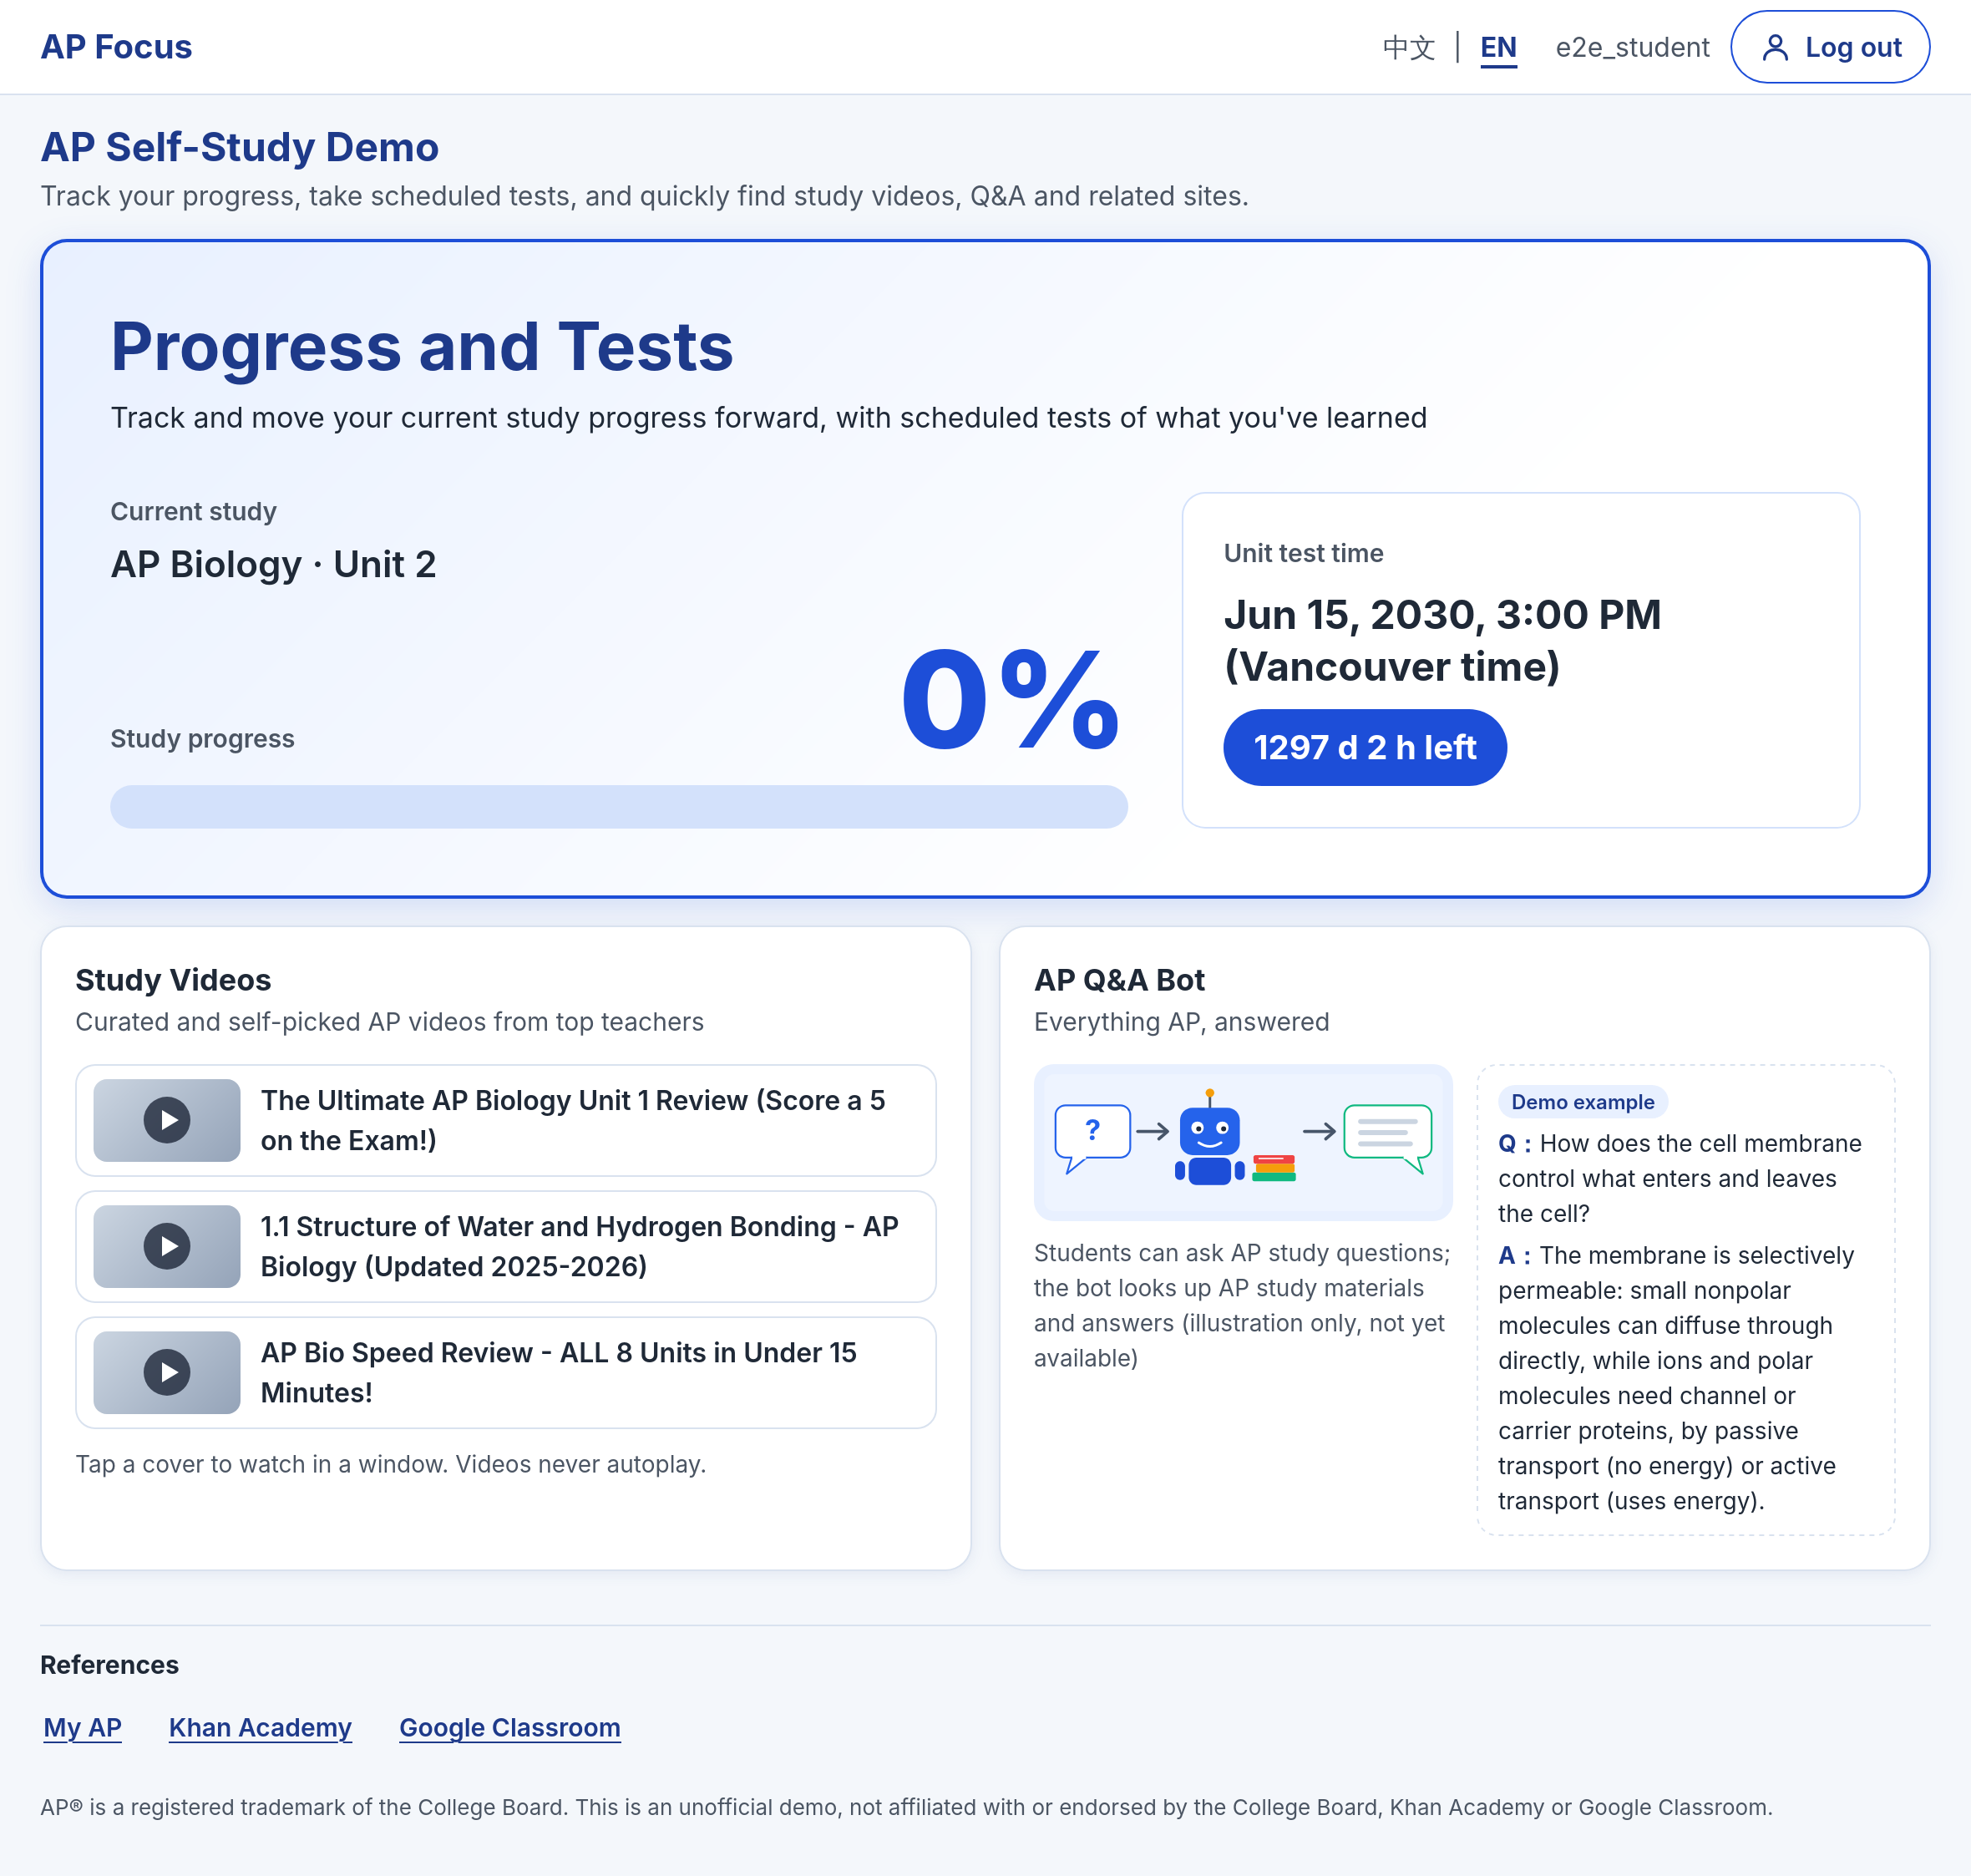 AP Focus
中文 | EN e2e_student Log out
AP Self-Study Demo
Track your progress, take scheduled tests, and quickly find study videos, Q&A and related sites.
Progress and Tests
Track and move your current study progress forward, with scheduled tests of what you've learned
Current study
AP Biology · Unit 2
Study progress
0%
Unit test time
Jun 15, 2030, 3:00 PM
(Vancouver time)
1297 d 2 h left
Study Videos
Curated and self-picked AP videos from top teachers
The Ultimate AP Biology Unit 1 Review (Score a 5
on the Exam!)
1.1 Structure of Water and Hydrogen Bonding - AP
Biology (Updated 2025-2026)
AP Bio Speed Review - ALL 8 Units in Under 15
Minutes!
Tap a cover to watch in a window. Videos never autoplay.
AP Q&A Bot
Everything AP, answered
?
Students can ask AP study questions;
the bot looks up AP study materials
and answers (illustration only, not yet
available)
Demo example
Q： How does the cell membrane
control what enters and leaves
the cell?
A： The membrane is selectively
permeable: small nonpolar
molecules can diffuse through
directly, while ions and polar
molecules need channel or
carrier proteins, by passive
transport (no energy) or active
transport (uses energy).
References
My AP Khan Academy Google Classroom
AP® is a registered trademark of the College Board. This is an unofficial demo, not affiliated with or endorsed by the College Board, Khan Academy or Google Classroom.